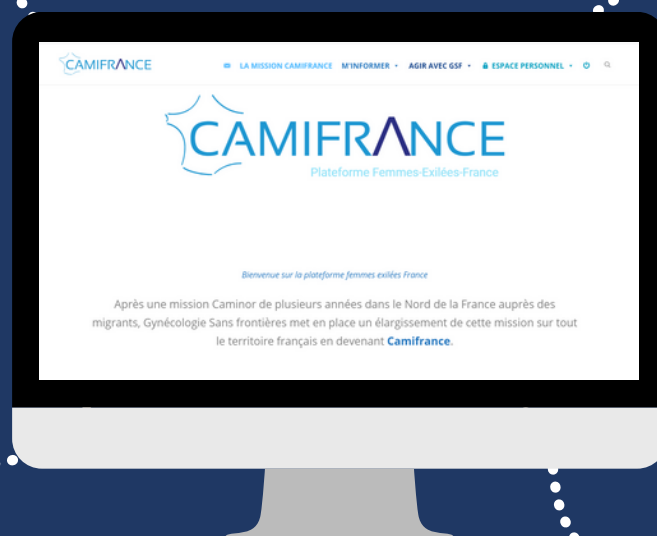 CAMIFRANCE
LA MISSION CAMIFRANCE M'INFORMER AGIR AVEC GSF ESPACE PERSONNEL
CAMIFRANCE
Plateforme Femmes-Exilées-France
Bienvenue sur la plateforme femmes exilées France
Après une mission Caminor de plusieurs années dans le Nord de la France auprès des
migrants, Gynécologie Sans frontières met en place un élargissement de cette mission sur tout
le territoire français en devenant Camifrance.